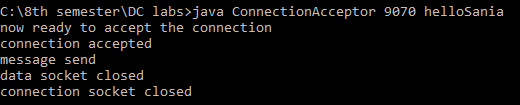 C:\8th semester\DC labs>java ConnectionAcceptor 9070 helloSania
now ready to accept the connection
connection accepted
message send
data socket closed
connection socket closed